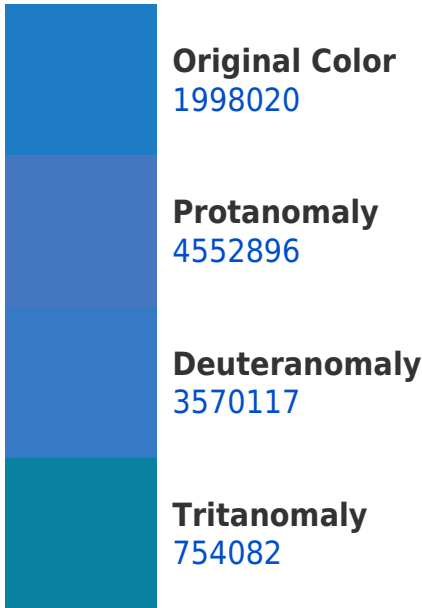 Original Color
1998020
Protanomaly
4552896
Deuteranomaly
3570117
Tritanomaly
754082